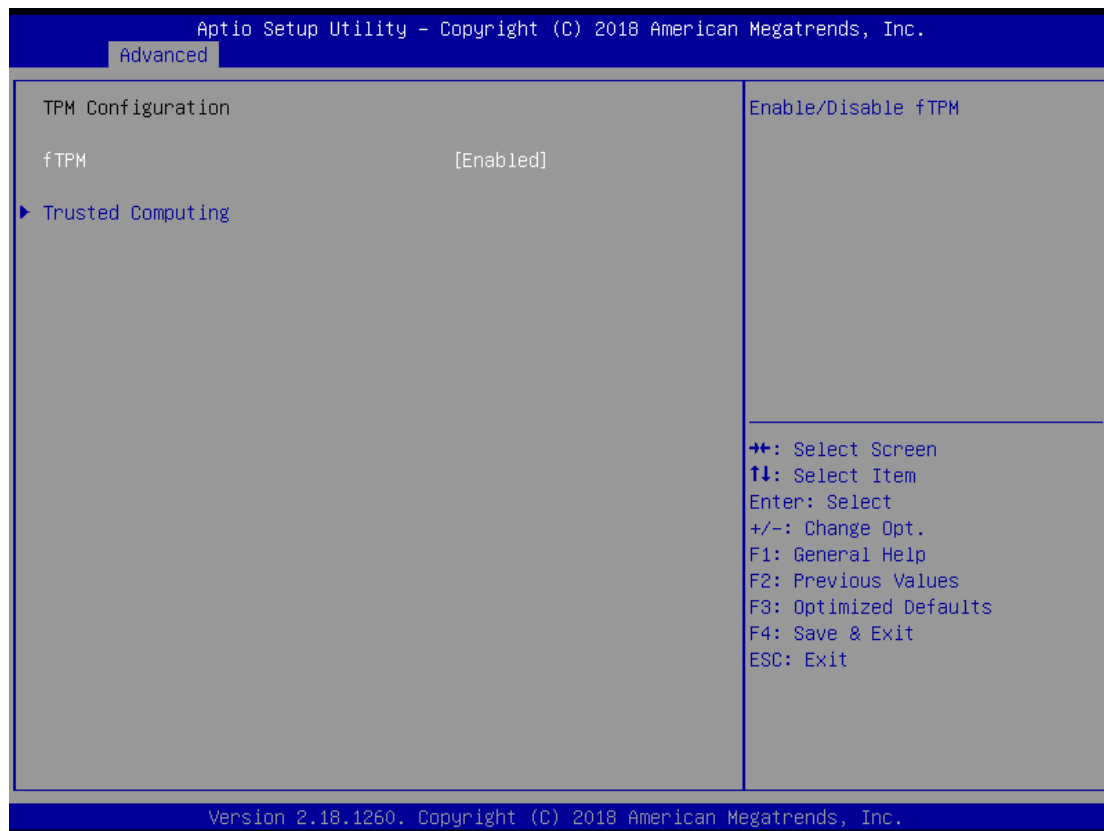 Aptio Setup Utility – Copyright (C) 2018 American Megatrends, Inc.
Advanced
TPM Configuration
fTPM [Enabled]
Trusted Computing
Enable/Disable fTPM
→←: Select Screen
↑↓: Select Item
Enter: Select
+/-: Change Opt.
F1: General Help
F2: Previous Values
F3: Optimized Defaults
F4: Save & Exit
ESC: Exit
Version 2.18.1260. Copyright (C) 2018 American Megatrends, Inc.